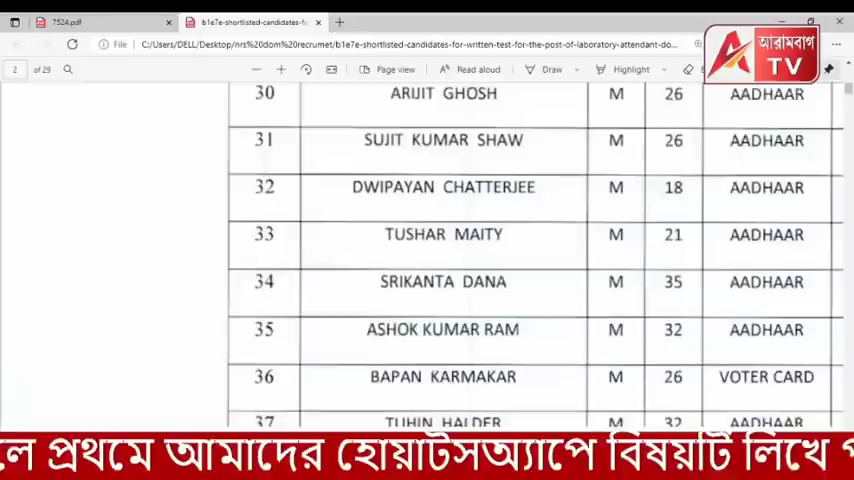 7524.pdf
b1e7e-shortlisted-candidates-fo
File
C:/Users/DELL/Desktop/nrs%20dom%20recrumet/b1e7e-shortlisted-candidates-for-written-test-for-the-post-of-laboratory-attendant-do...
আরামবাগ
TV
2 of 29
Page view
Read aloud
Draw
Highlight
30 ARIJIT GHOSH M 26 AADHAAR
31 SUJIT KUMAR SHAW M 26 AADHAAR
32 DWIPAYAN CHATTERJEE M 18 AADHAAR
33 TUSHAR MAITY M 21 AADHAAR
34 SRIKANTA DANA M 35 AADHAAR
35 ASHOK KUMAR RAM M 32 AADHAAR
36 BAPAN KARMAKAR M 26 VOTER CARD
37 TUHIN HALDER M 32 AADHAAR
লে প্রথমে আমাদের হোয়াটসঅ্যাপে বিষয়টি লিখে